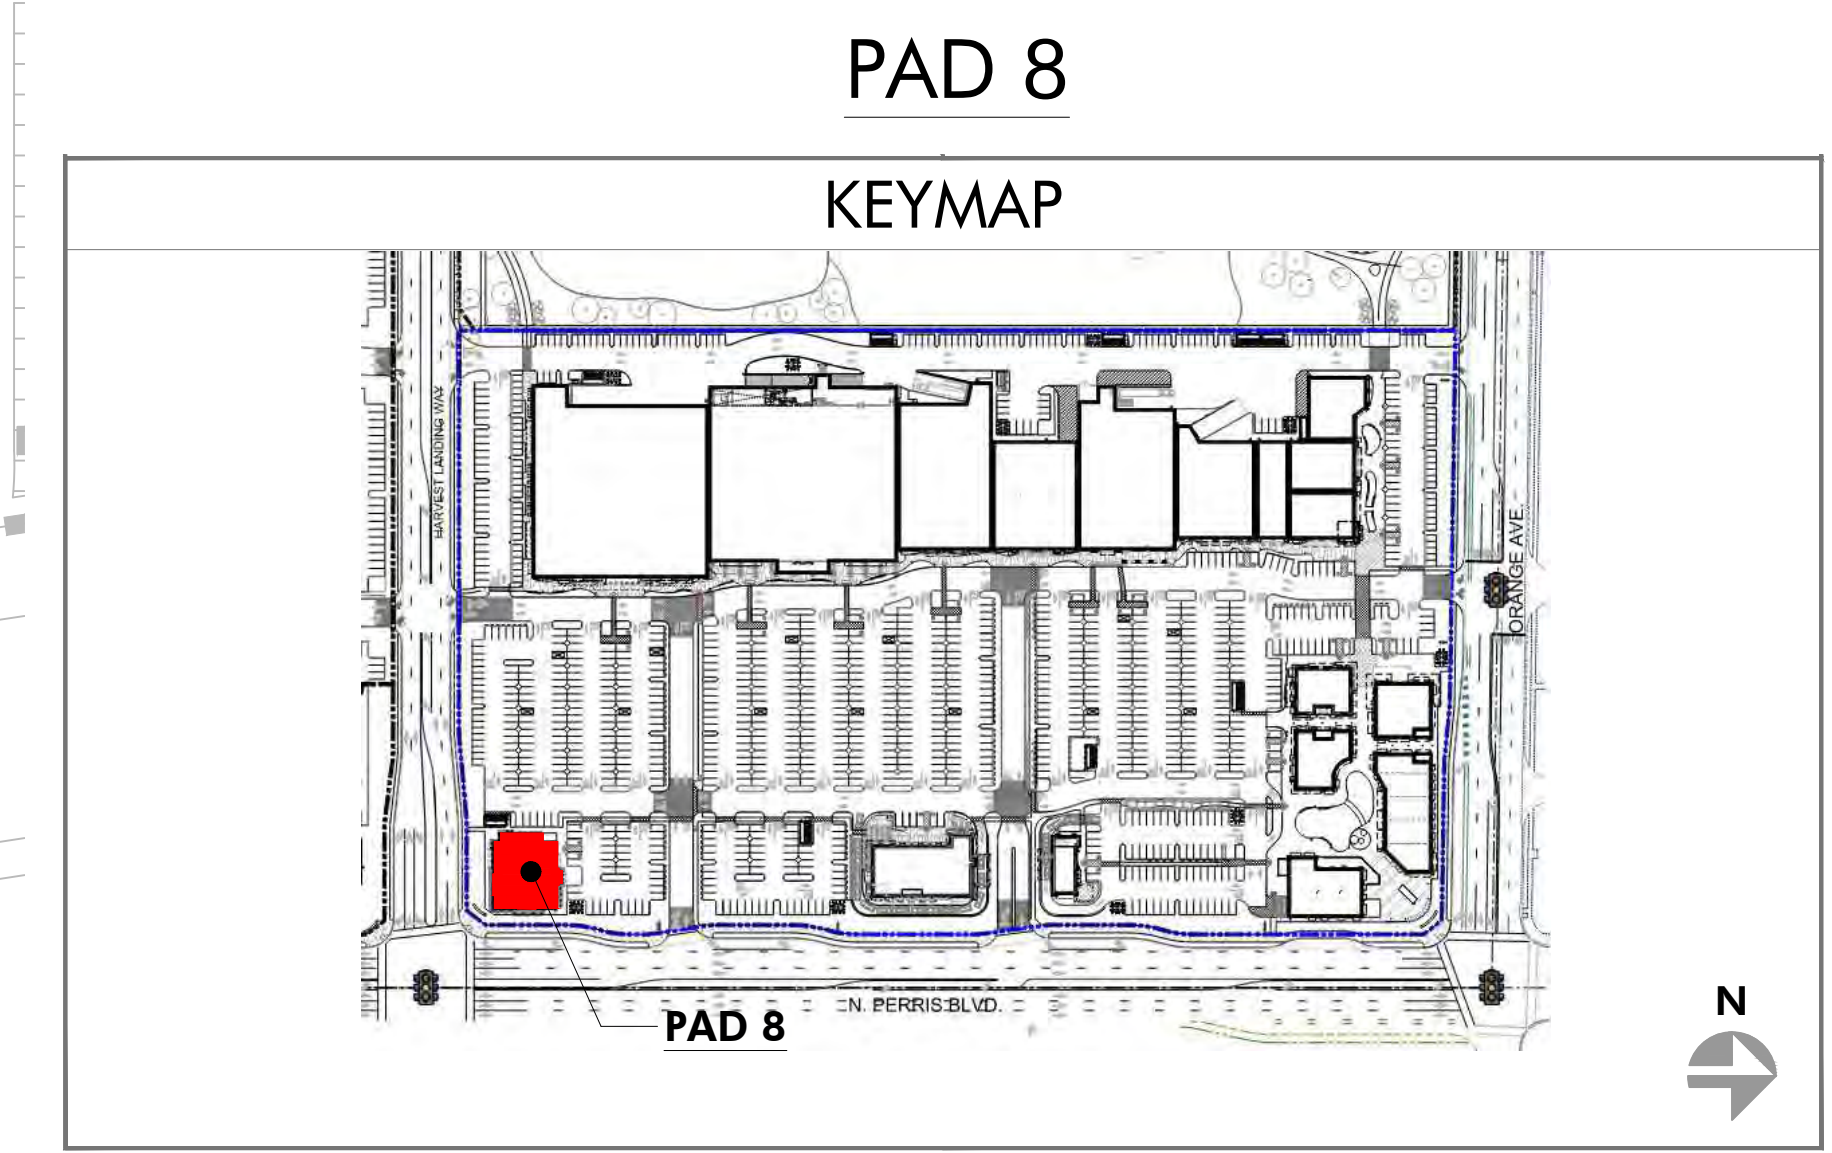 PAD 8
KEYMAP
HARVEST LANDING WAY
ORANGE AVE.
N. PERRIS BLVD.
PAD 8
N